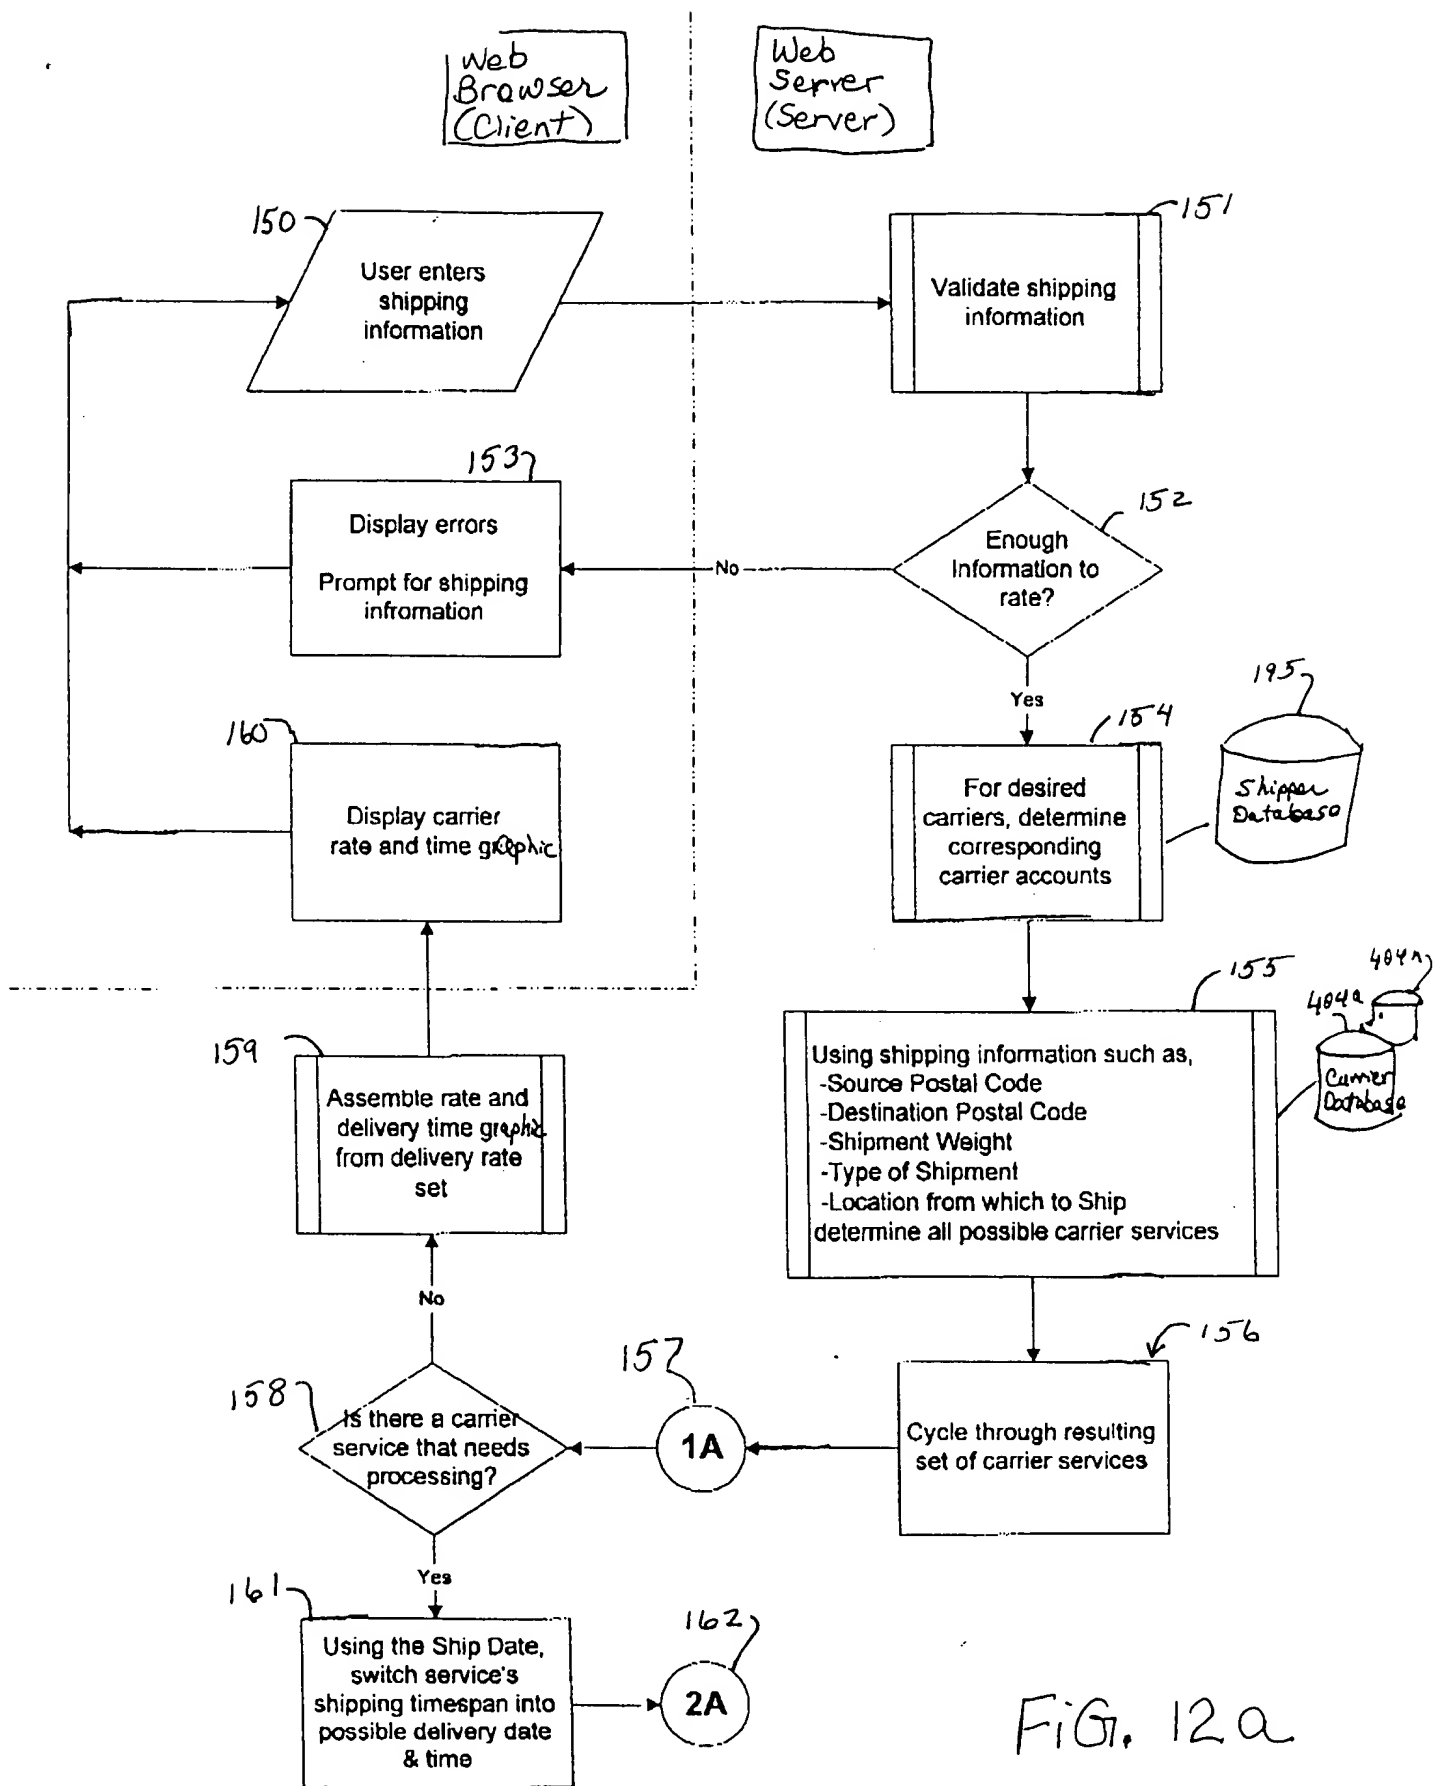 Web
Browser
(Client)
Web
Server
(Server)
150
User enters
shipping
information
151
Validate shipping
information
153
Display errors
Prompt for shipping
infromation
No
152
Enough
Information to
rate?
Yes
160
Display carrier
rate and time graphic
154
For desired
carriers, determine
corresponding
carrier accounts
195
Shipper
Database
155
Using shipping information such as,
-Source Postal Code
-Destination Postal Code
-Shipment Weight
-Type of Shipment
-Location from which to Ship
determine all possible carrier services
404a
404n
Carrier
Database
159
Assemble rate and
delivery time graphic
from delivery rate
set
No
158
Is there a carrier
service that needs
processing?
157
1A
156
Cycle through resulting
set of carrier services
Yes
161
Using the Ship Date,
switch service's
shipping timespan into
possible delivery date
& time
162
2A
FiG. 12a